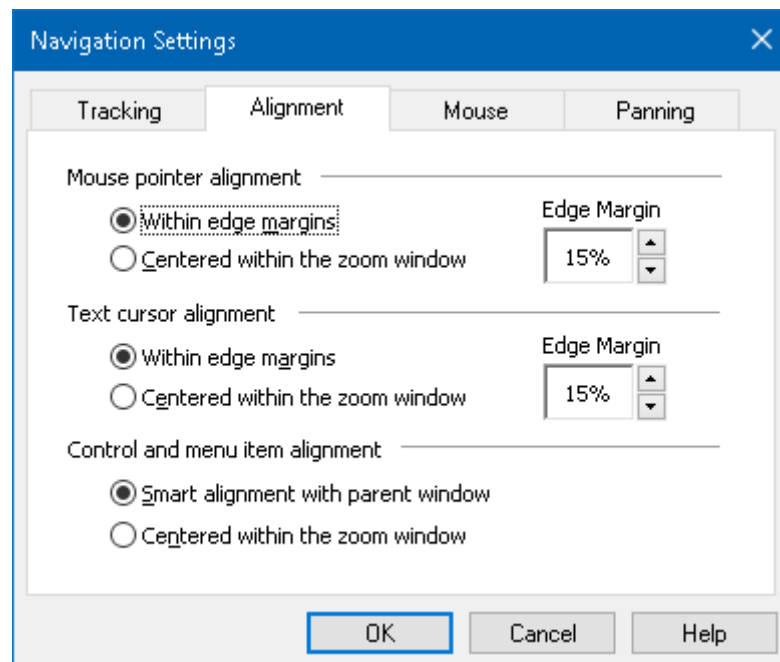 Navigation Settings
Tracking Alignment Mouse Panning
Mouse pointer alignment
Within edge margins
Centered within the zoom window
Edge Margin
15%
Text cursor alignment
Within edge margins
Centered within the zoom window
Edge Margin
15%
Control and menu item alignment
Smart alignment with parent window
Centered within the zoom window
OK Cancel Help